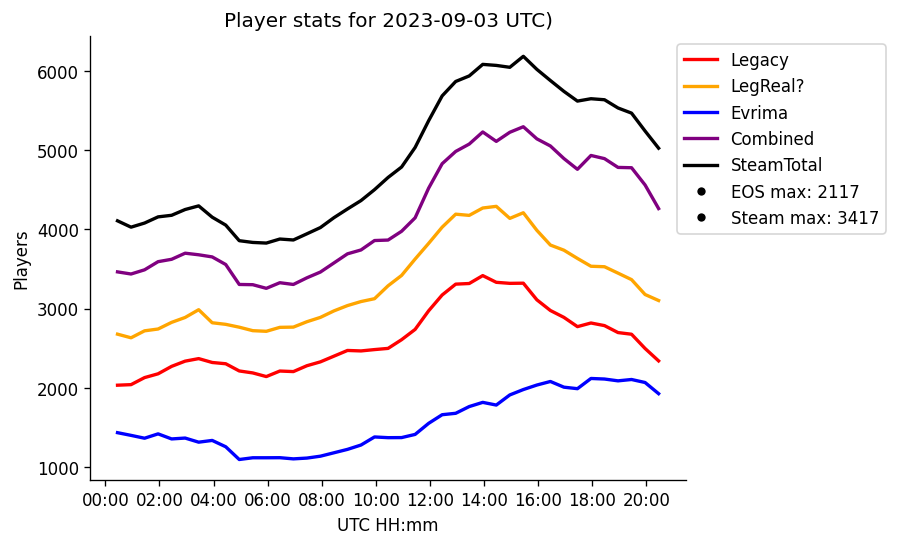 Player stats for 2023-09-03 UTC)
Players
6000
5000
4000
3000
2000
1000
00:00 02:00 04:00 06:00 08:00 10:00 12:00 14:00 16:00 18:00 20:00
UTC HH:mm
Legacy
LegReal?
Evrima
Combined
SteamTotal
EOS max: 2117
Steam max: 3417